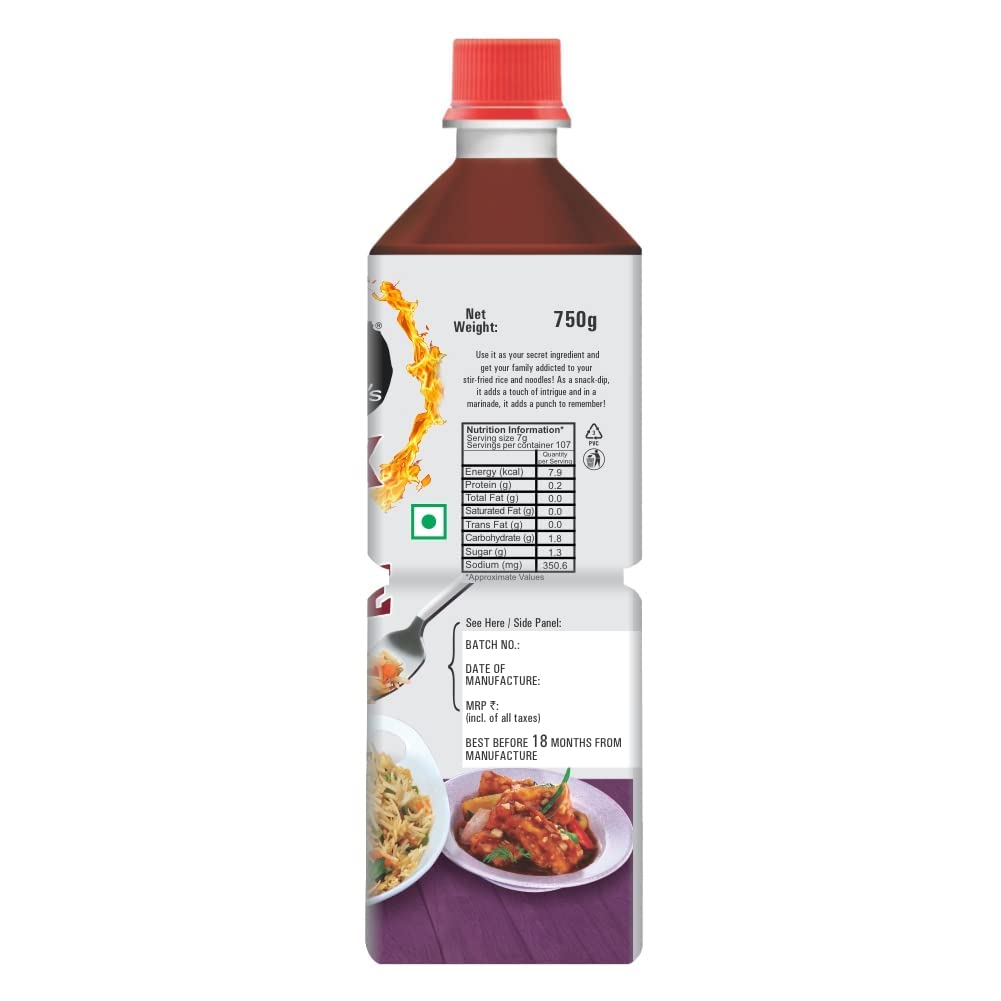 ®
's
Net
Weight:
750g
Use it as your secret ingredient and
get your family addicted to your
stir-fried rice and noodles! As a snack-dip,
it adds a touch of intrigue and in a
marinade, it adds a punch to remember!
Nutrition Information*
Serving size 7g
Servings per container 107
Quantity
per Serving
Energy (kcal) 7.9
Protein (g) 0.2
Total Fat (g) 0.0
Saturated Fat (g) 0.0
Trans Fat (g) 0.0
Carbohydrate (g) 1.8
Sugar (g) 1.3
Sodium (mg) 350.6
*Approximate Values
3
PVC
See Here / Side Panel:
BATCH NO.:
DATE OF
MANUFACTURE:
MRP ₹:
(incl. of all taxes)
BEST BEFORE 18 MONTHS FROM
MANUFACTURE